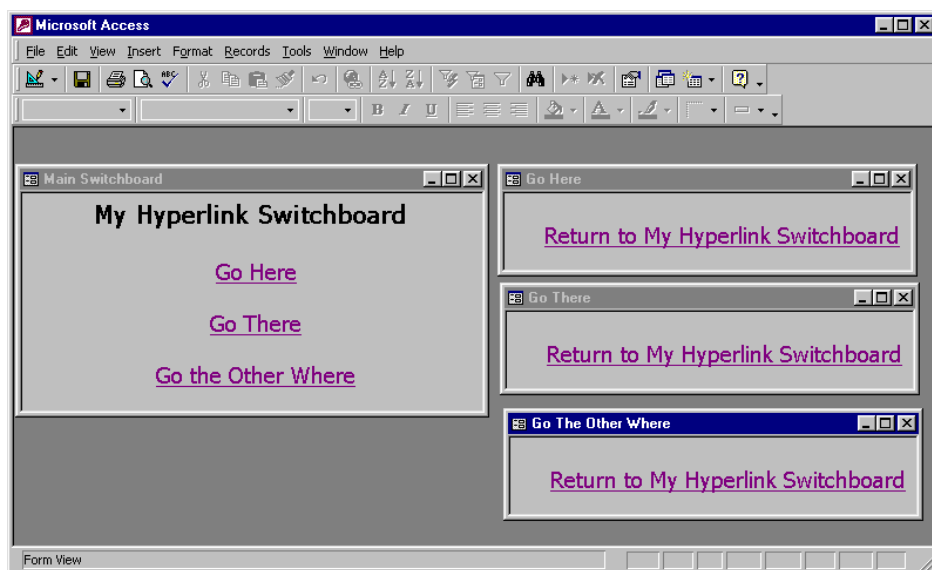 Microsoft Access
File Edit View Insert Format Records Tools Window Help
ABC
A Z Z A
B I U A
Main Switchboard
My Hyperlink Switchboard
Go Here
Go There
Go the Other Where
Go Here
Return to My Hyperlink Switchboard
Go There
Return to My Hyperlink Switchboard
Go The Other Where
Return to My Hyperlink Switchboard
Form View